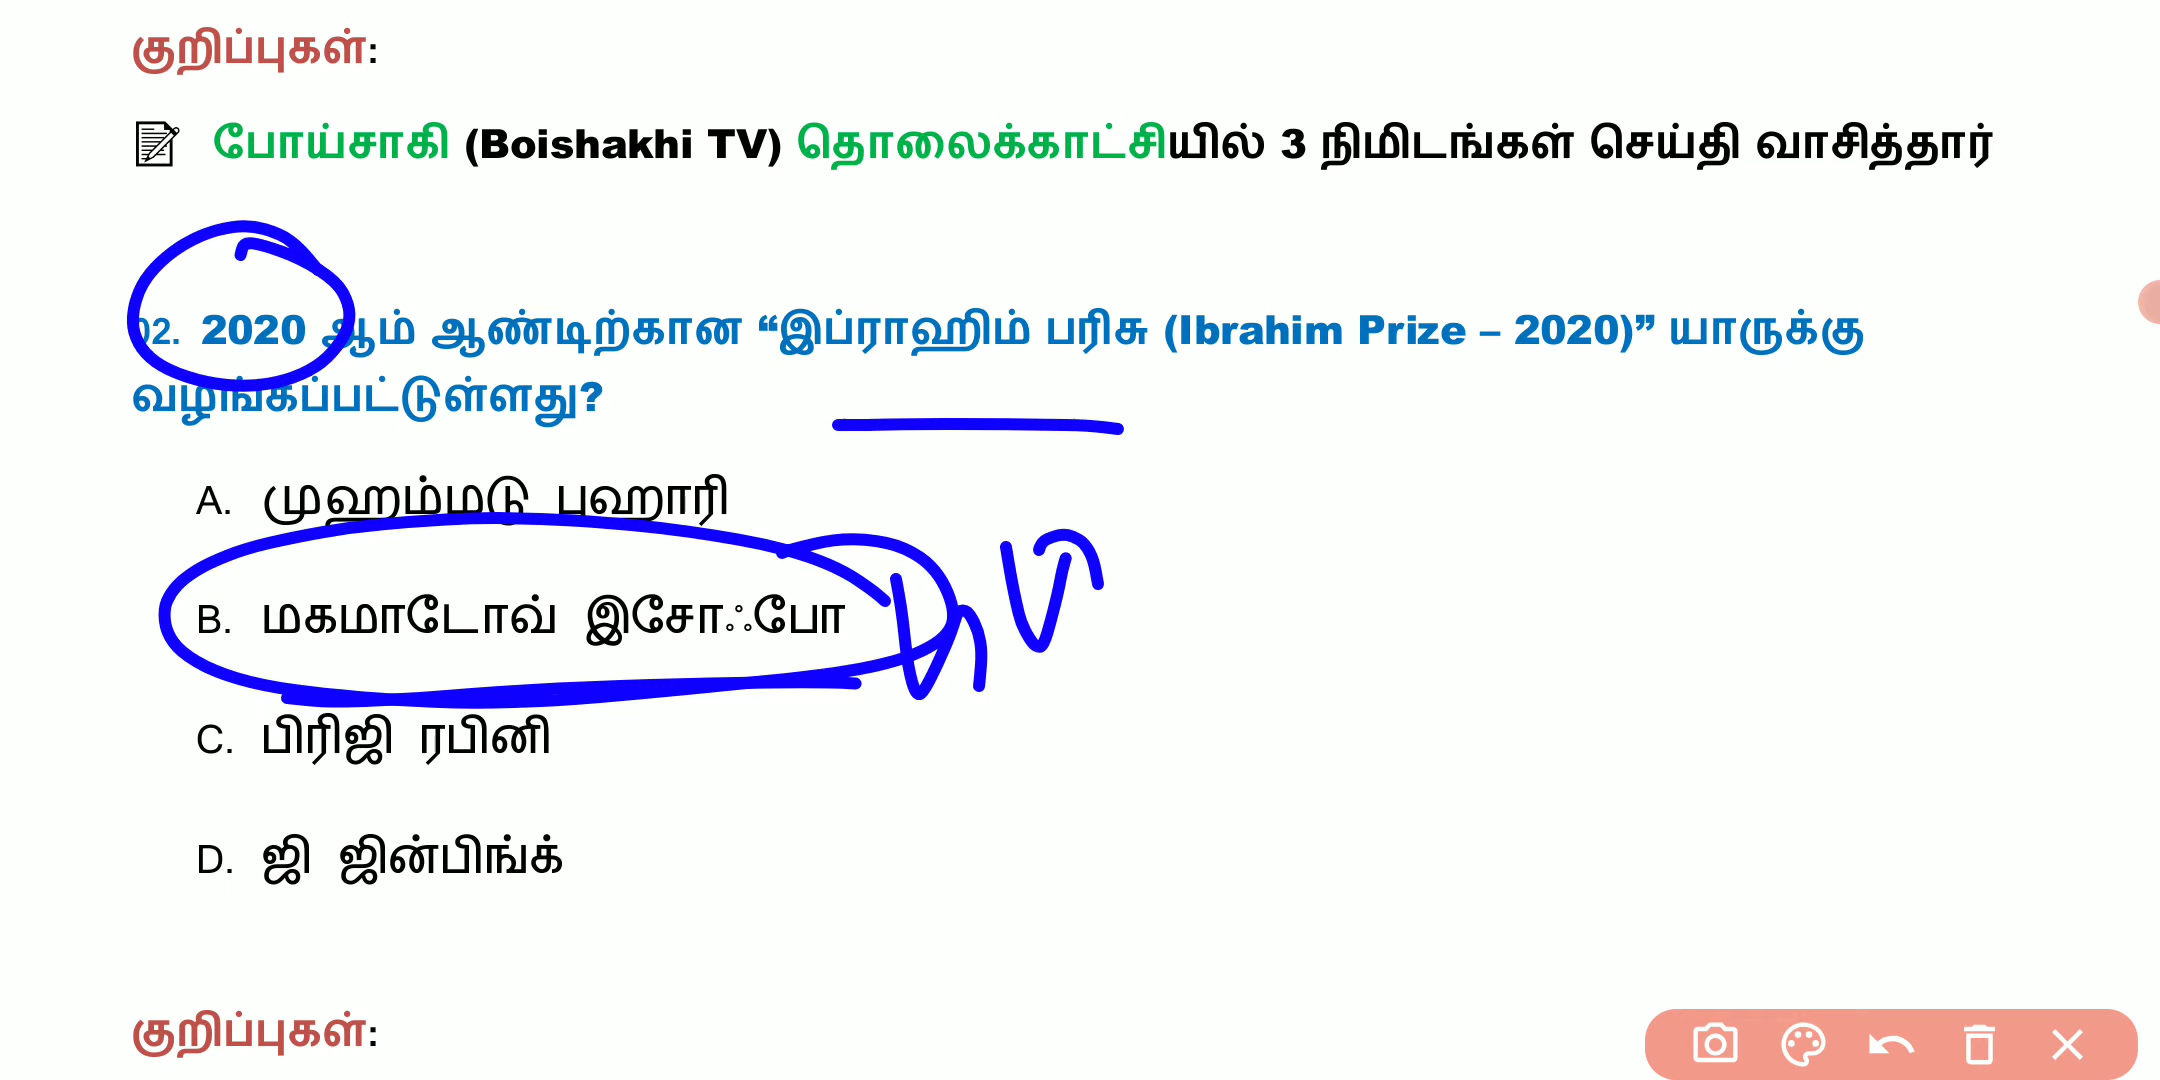 குறிப்புகள்:
போய்சாகி (Boishakhi TV) தொலைக்காட்சியில் 3 நிமிடங்கள் செய்தி வாசித்தார்
02. 2020 ஆம் ஆண்டிற்கான “இப்ராஹிம் பரிசு (Ibrahim Prize – 2020)” யாருக்கு
வழங்கப்பட்டுள்ளது?
A. முஹம்மடு புஹாரி
B. மகமாடோவ் இசோஃபோ
C. பிரிஜி ரபினி
D. ஜி ஜின்பிங்க்
குறிப்புகள்: